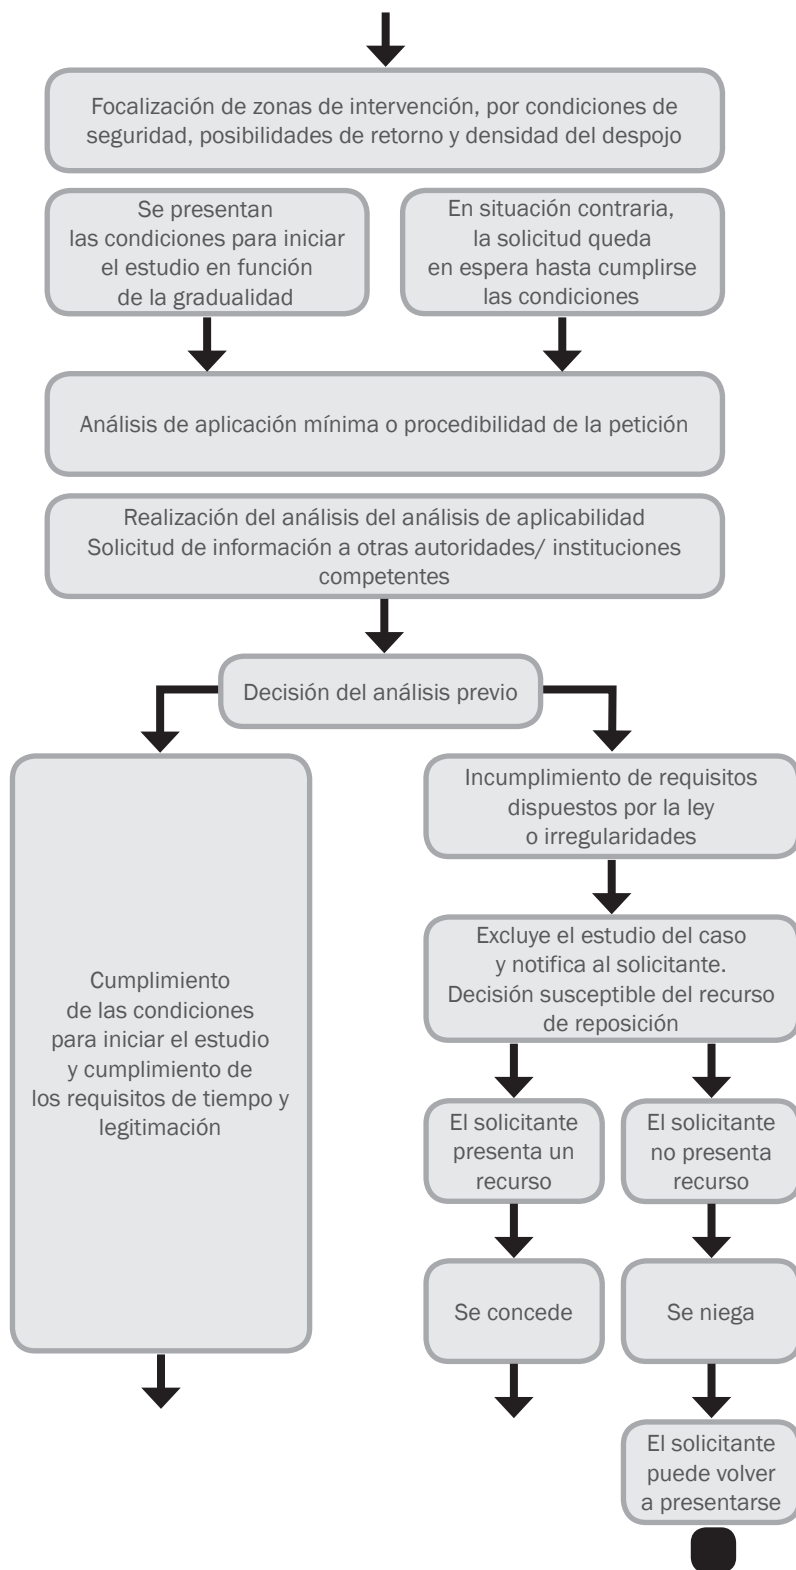 Focalización de zonas de intervención, por condiciones de
seguridad, posibilidades de retorno y densidad del despojo
Se presentan
las condiciones para iniciar
el estudio en función
de la gradualidad
En situación contraria,
la solicitud queda
en espera hasta cumplirse
las condiciones
Análisis de aplicación mínima o procedibilidad de la petición
Realización del análisis del análisis de aplicabilidad
Solicitud de información a otras autoridades/ instituciones
competentes
Decisión del análisis previo
Cumplimiento
de las condiciones
para iniciar el estudio
y cumplimiento de
los requisitos de tiempo y
legitimación
Incumplimiento de requisitos
dispuestos por la ley
o irregularidades
Excluye el estudio del caso
y notifica al solicitante.
Decisión susceptible del recurso
de reposición
El solicitante
presenta un
recurso
El solicitante
no presenta
recurso
Se concede
Se niega
El solicitante
puede volver
a presentarse